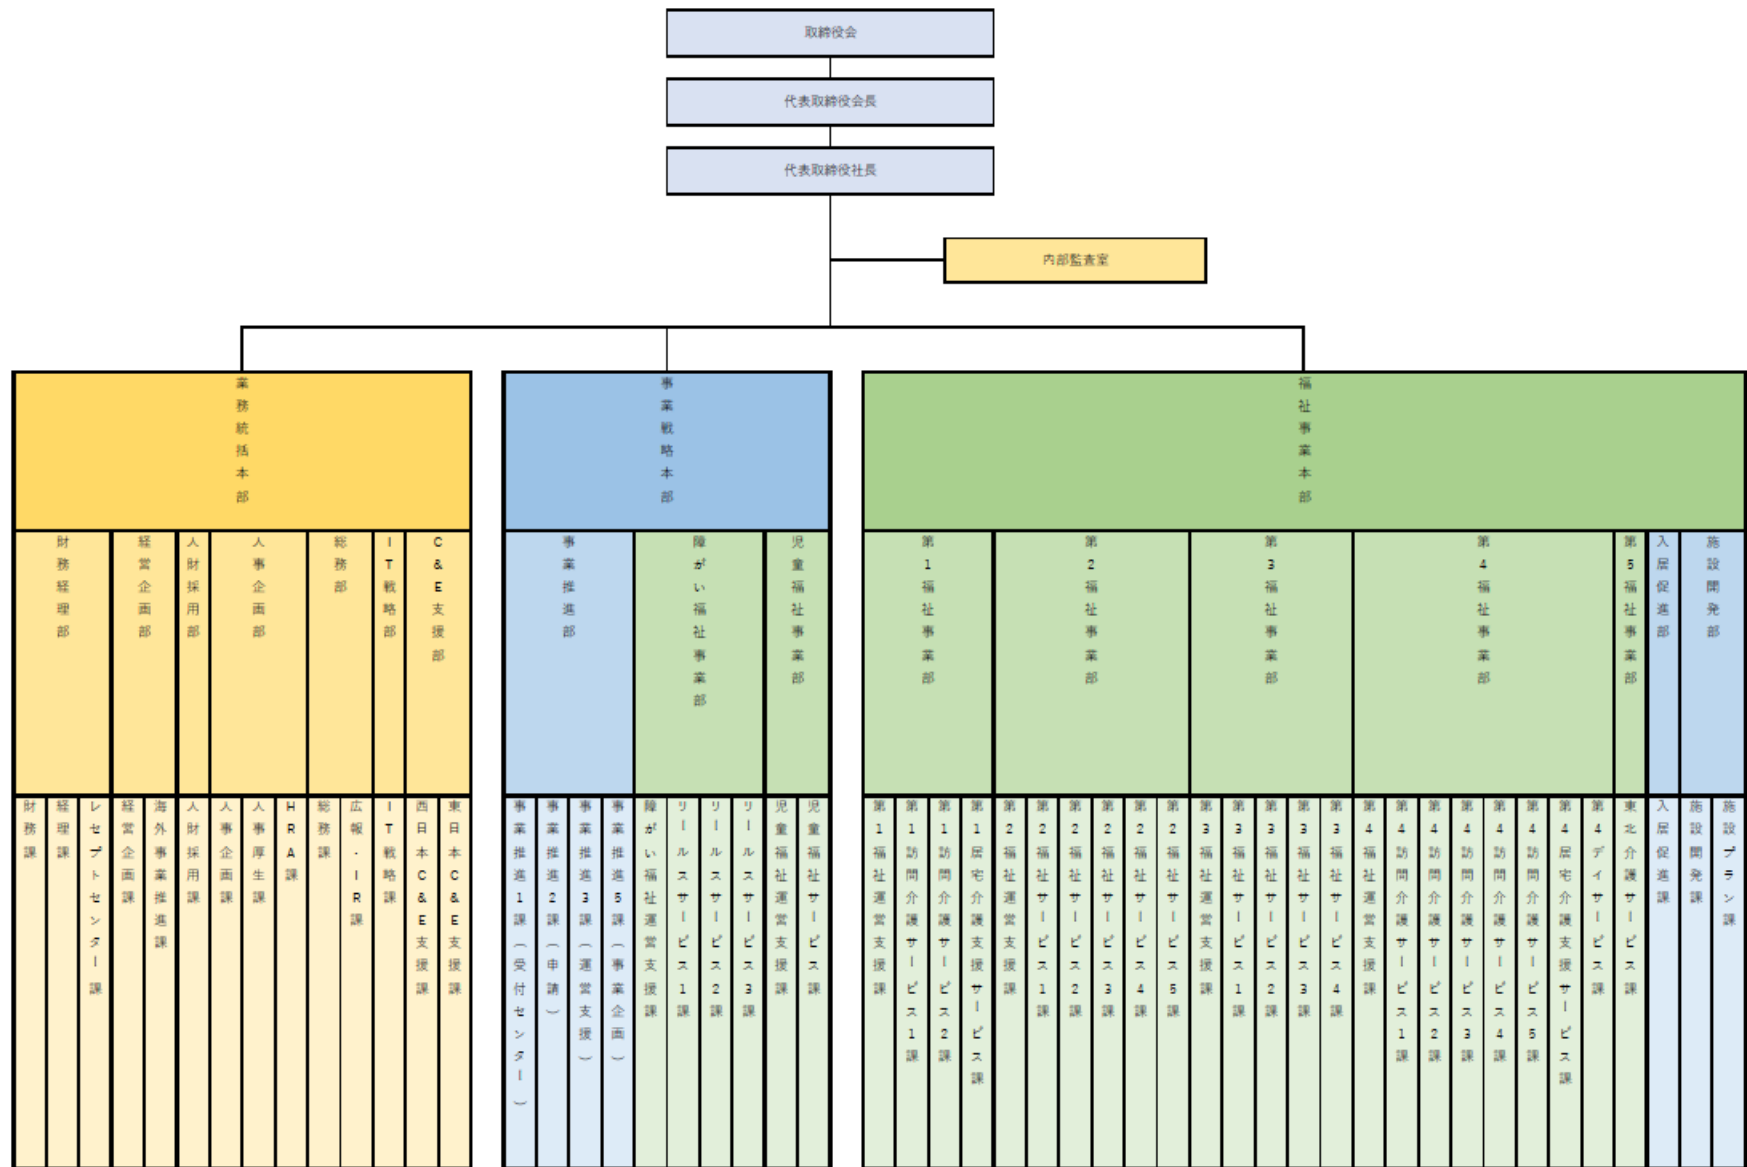 取締役会
代表取締役会長
代表取締役社長
内部監査室
業務統括本部
事業戦略本部
福祉事業本部
財務経理部
経営企画部
人財採用部
人事企画部
総務部
IT戦略部
C&E支援部
事業推進部
障がい福祉事業部
児童福祉事業部
第1福祉事業部
第2福祉事業部
第3福祉事業部
第4福祉事業部
第5福祉事業部
入居促進部
施設開発部
財務課
経理課
レセプトセンター課
経営企画課
海外事業推進課
人財採用課
人事企画課
人事厚生課
HRA課
総務課
広報・IR課
IT戦略課
西日本C&E支援課
東日本C&E支援課
事業推進1課(受付センター)
事業推進2課(申請)
事業推進3課(運営支援)
事業推進5課(事業企画)
障がい福祉運営支援課
リールスサービス1課
リールスサービス2課
リールスサービス3課
児童福祉運営支援課
児童福祉サービス課
第1福祉運営支援課
第1訪問介護サービス1課
第1訪問介護サービス2課
第1居宅介護支援サービス課
第2福祉運営支援課
第2福祉サービス1課
第2福祉サービス2課
第2福祉サービス3課
第2福祉サービス4課
第2福祉サービス5課
第3福祉運営支援課
第3福祉サービス1課
第3福祉サービス2課
第3福祉サービス3課
第3福祉サービス4課
第4福祉運営支援課
第4訪問介護サービス1課
第4訪問介護サービス2課
第4訪問介護サービス3課
第4訪問介護サービス4課
第4訪問介護サービス5課
第4居宅介護支援サービス課
第4デイサービス課
東北介護サービス課
入居促進課
施設開発課
施設プラン課